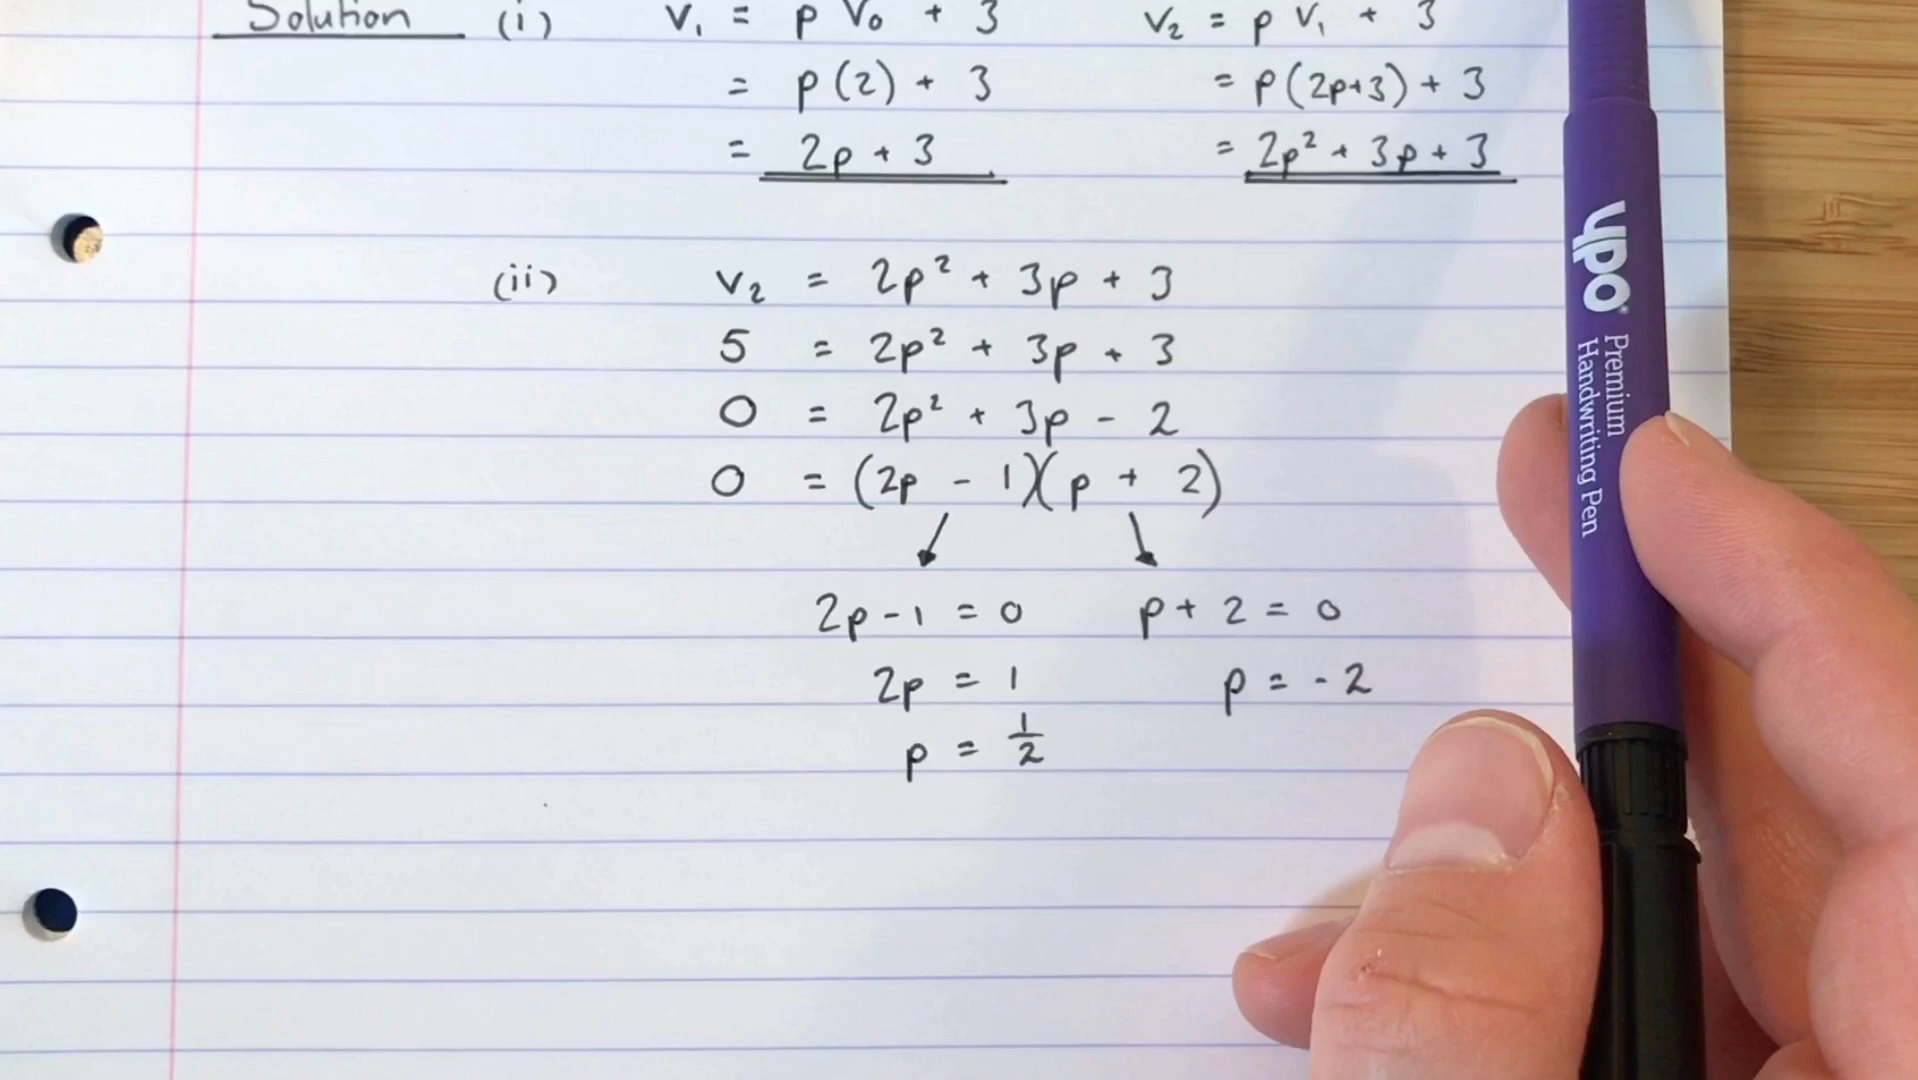 Solution (i) V₁ = p V₀ + 3 V₂ = p V₁ + 3
= p(2) + 3 = p(2p+3) + 3
= 2p + 3 = 2p² + 3p + 3
(ii) V₂ = 2p² + 3p + 3
5 = 2p² + 3p + 3
0 = 2p² + 3p - 2
0 = (2p - 1)(p + 2)
2p - 1 = 0 p + 2 = 0
2p = 1 p = -2
p = 1/2
ypo
Premium
Handwriting Pen